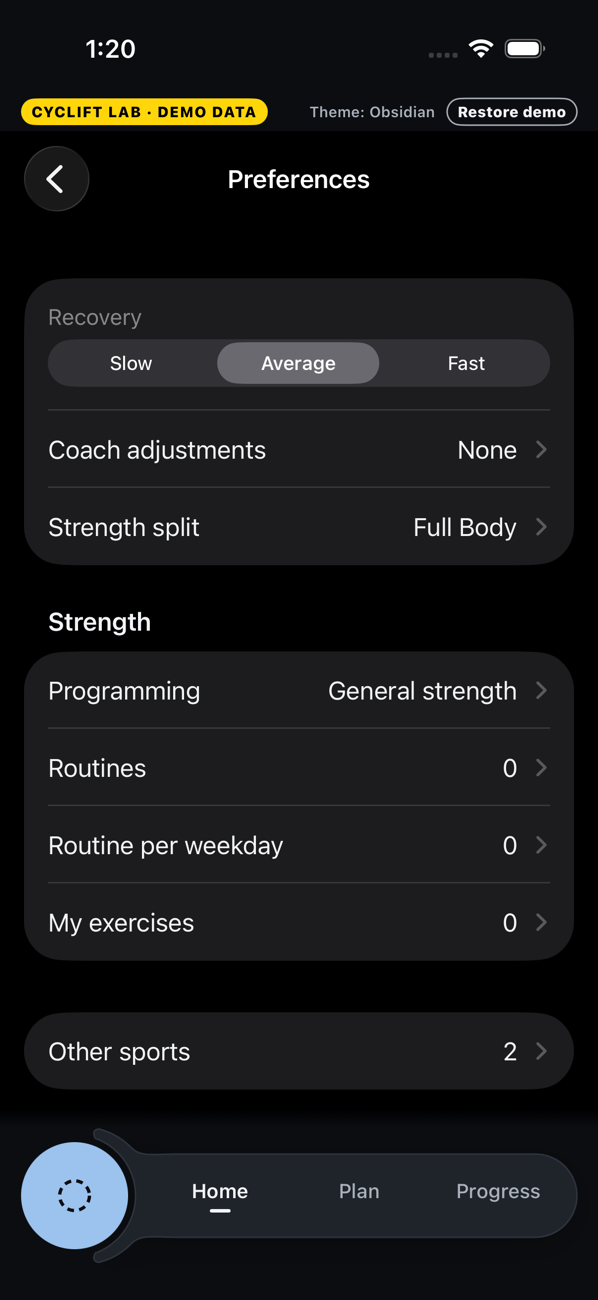 1:20
CYCLIFT LAB · DEMO DATA
Theme: Obsidian
Restore demo
Preferences
Recovery
Slow Average Fast
Coach adjustments None
Strength split Full Body
Strength
Programming General strength
Routines 0
Routine per weekday 0
My exercises 0
Other sports 2
Home Plan Progress